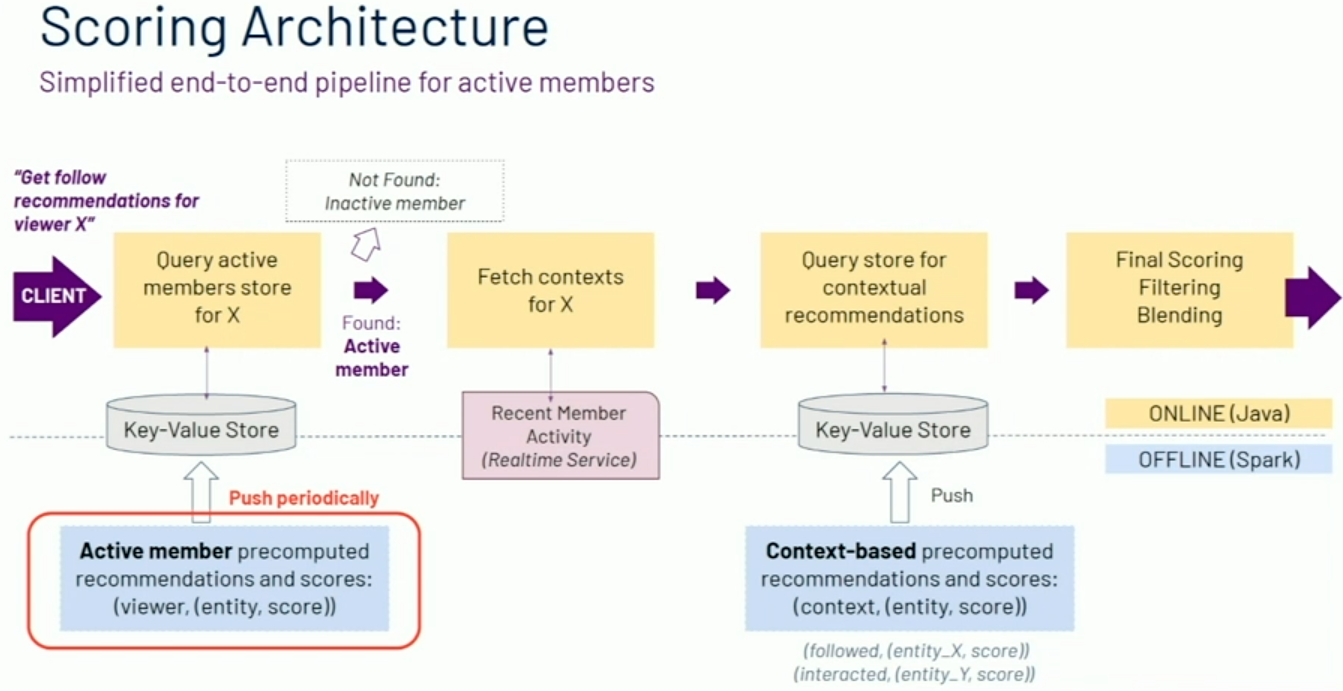 Scoring Architecture
Simplified end-to-end pipeline for active members
"Get follow
recommendations for
viewer X"
CLIENT
Query active
members store
for X
Not Found:
Inactive member
Found:
Active
member
Fetch contexts
for X
Query store for
contextual
recommendations
Final Scoring
Filtering
Blending
Key-Value Store
Recent Member
Activity
(Realtime Service)
Key-Value Store
ONLINE (Java)
OFFLINE (Spark)
Push periodically
Push
Active member precomputed
recommendations and scores:
(viewer, (entity, score))
Context-based precomputed
recommendations and scores:
(context, (entity, score))
(followed, (entity_X, score))
(interacted, (entity_Y, score))